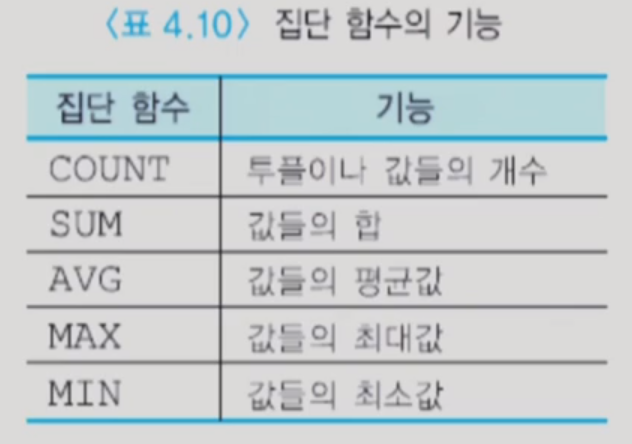 〈표 4.10〉 집단 함수의 기능
집단 함수 기능
COUNT 투플이나 값들의 개수
SUM 값들의 합
AVG 값들의 평균값
MAX 값들의 최대값
MIN 값들의 최소값